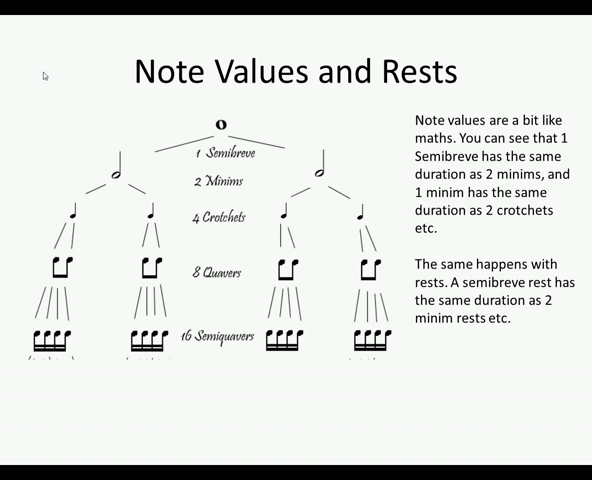 Note Values and Rests
1 Semibreve
2 Minims
4 Crotchets
8 Quavers
16 Semiquavers
Note values are a bit like
maths. You can see that 1
Semibreve has the same
duration as 2 minims, and
1 minim has the same
duration as 2 crotchets
etc.
The same happens with
rests. A semibreve rest has
the same duration as 2
minim rests etc.